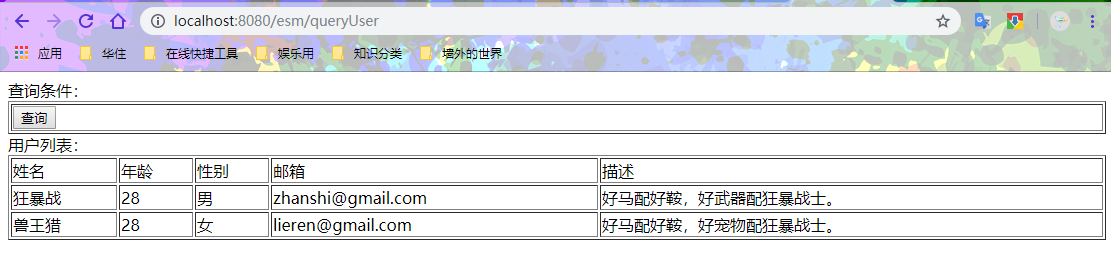 localhost:8080/esm/queryUser
应用 华住 在线快捷工具 娱乐用 知识分类 墙外的世界
查询条件：
查询
用户列表：
姓名 年龄 性别 邮箱 描述
狂暴战 28 男 zhanshi@gmail.com 好马配好鞍，好武器配狂暴战士。
兽王猎 28 女 lieren@gmail.com 好马配好鞍，好宠物配狂暴战士。